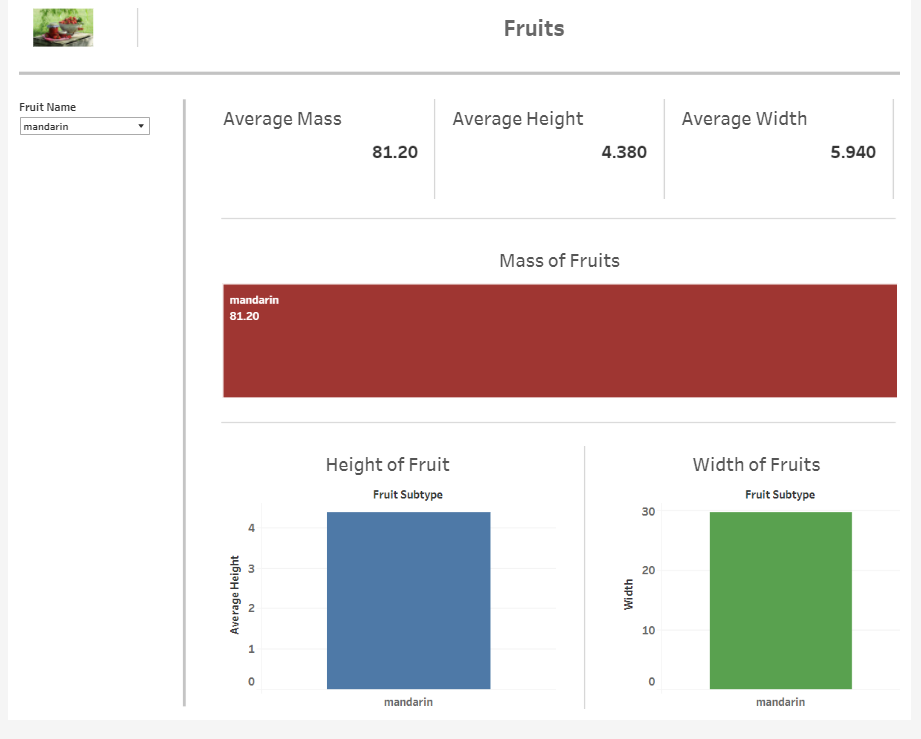 Fruits
Fruit Name
mandarin
Average Mass
81.20
Average Height
4.380
Average Width
5.940
Mass of Fruits
mandarin
81.20
Height of Fruit
Fruit Subtype
Average Height
4
3
2
1
0
mandarin
Width of Fruits
Fruit Subtype
Width
30
20
10
0
mandarin